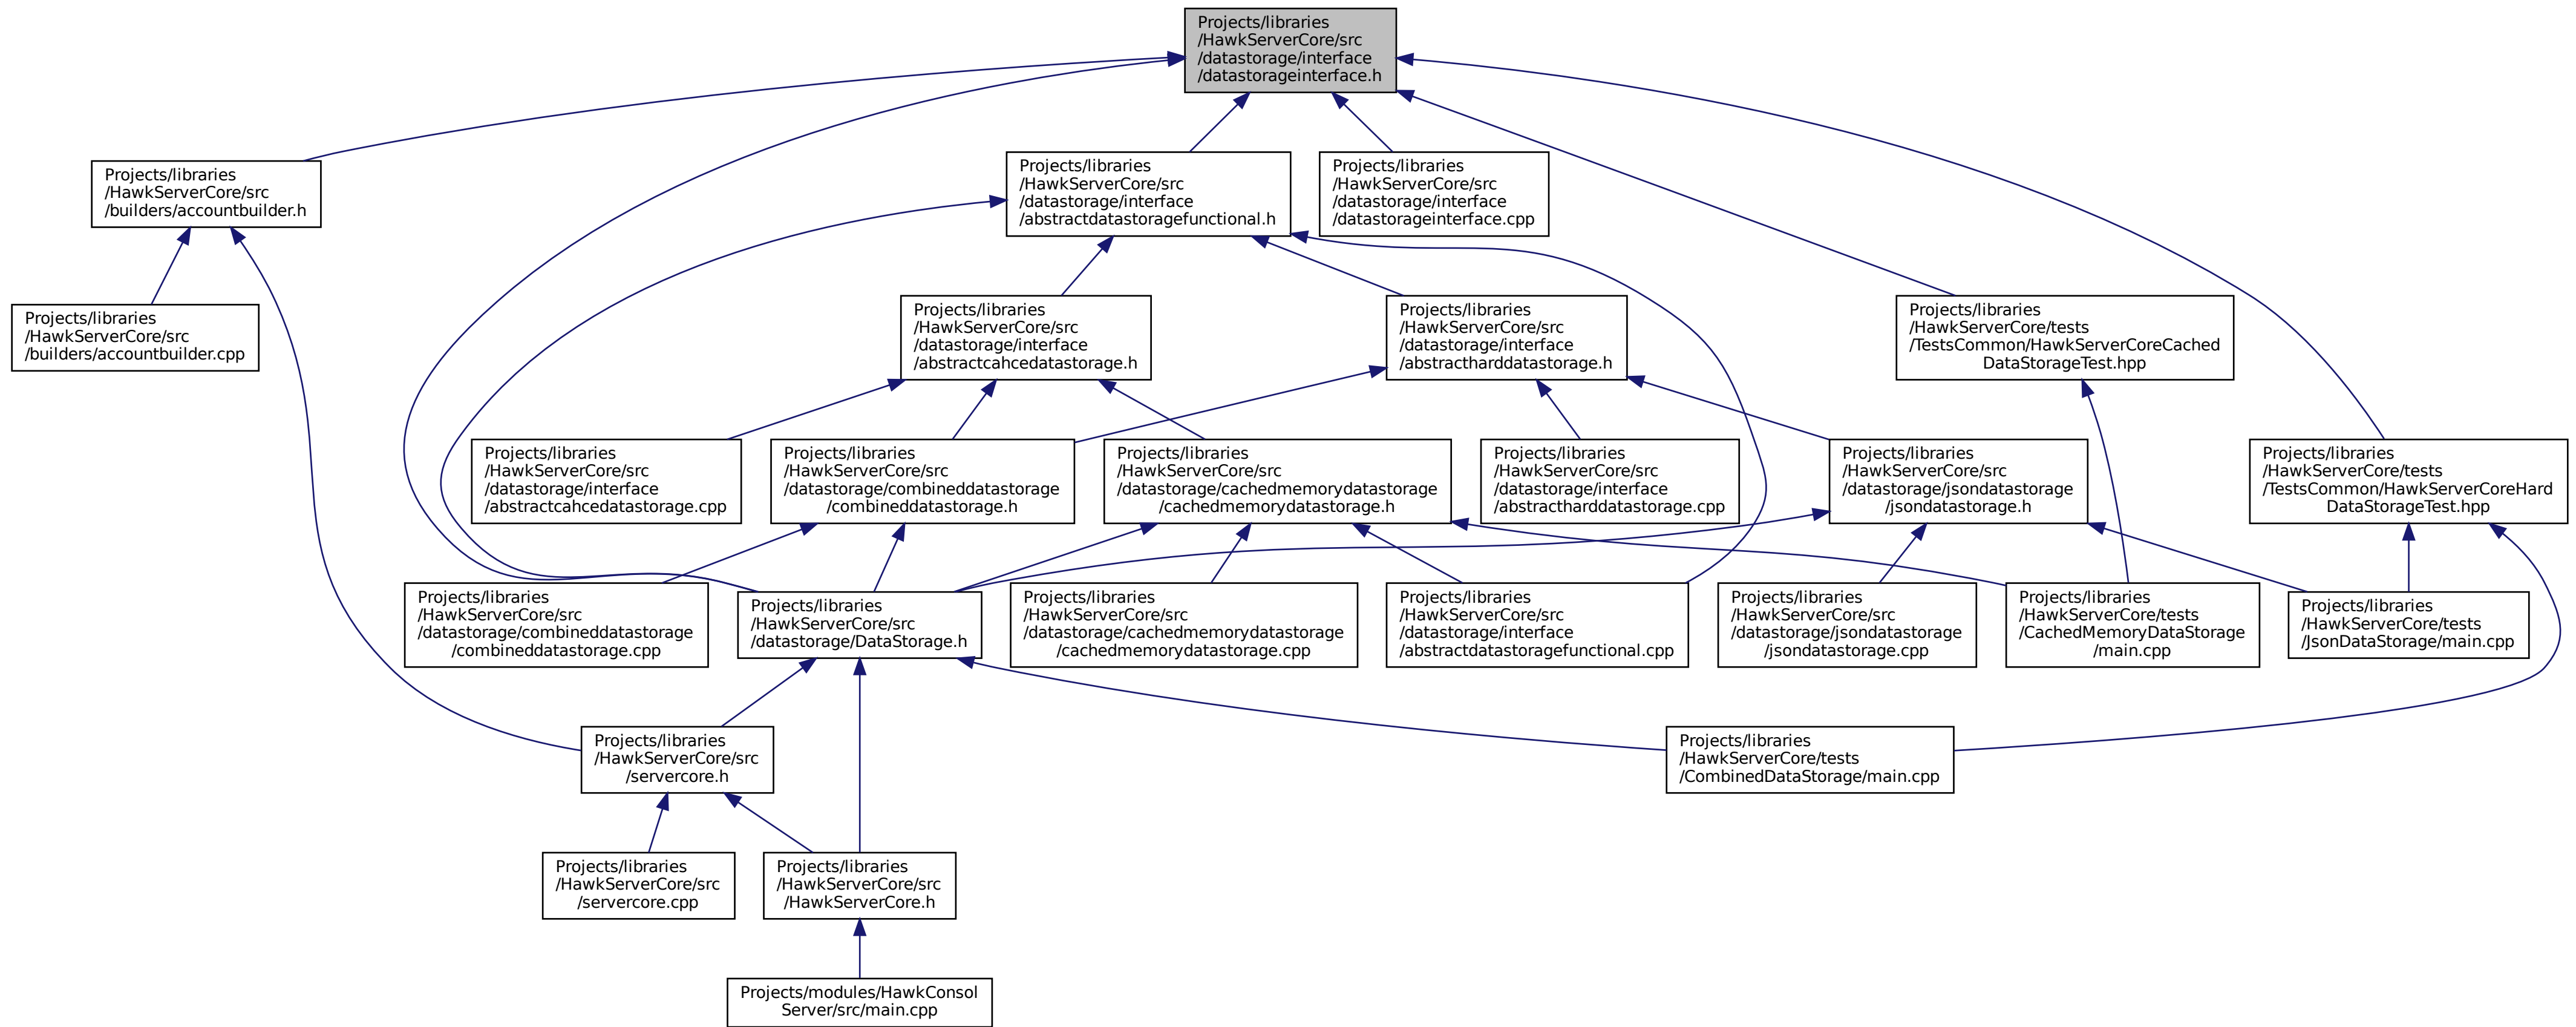 Projects/libraries
/HawkServerCore/src
/datastorage/interface
/datastorageinterface.h
Projects/libraries
/HawkServerCore/src
/builders/accountbuilder.h
Projects/libraries
/HawkServerCore/src
/datastorage/interface
/abstractdatastoragefunctional.h
Projects/libraries
/HawkServerCore/src
/datastorage/interface
/datastorageinterface.cpp
Projects/libraries
/HawkServerCore/src
/builders/accountbuilder.cpp
Projects/libraries
/HawkServerCore/src
/datastorage/interface
/abstractcahcedatastorage.h
Projects/libraries
/HawkServerCore/src
/datastorage/interface
/abstractharddatastorage.h
Projects/libraries
/HawkServerCore/tests
/TestsCommon/HawkServerCoreCached
DataStorageTest.hpp
Projects/libraries
/HawkServerCore/src
/datastorage/interface
/abstractcahcedatastorage.cpp
Projects/libraries
/HawkServerCore/src
/datastorage/combineddatastorage
/combineddatastorage.h
Projects/libraries
/HawkServerCore/src
/datastorage/cachedmemorydatastorage
/cachedmemorydatastorage.h
Projects/libraries
/HawkServerCore/src
/datastorage/interface
/abstractharddatastorage.cpp
Projects/libraries
/HawkServerCore/src
/datastorage/jsondatastorage
/jsondatastorage.h
Projects/libraries
/HawkServerCore/tests
/TestsCommon/HawkServerCoreHard
DataStorageTest.hpp
Projects/libraries
/HawkServerCore/src
/datastorage/combineddatastorage
/combineddatastorage.cpp
Projects/libraries
/HawkServerCore/src
/datastorage/DataStorage.h
Projects/libraries
/HawkServerCore/src
/datastorage/cachedmemorydatastorage
/cachedmemorydatastorage.cpp
Projects/libraries
/HawkServerCore/src
/datastorage/interface
/abstractdatastoragefunctional.cpp
Projects/libraries
/HawkServerCore/src
/datastorage/jsondatastorage
/jsondatastorage.cpp
Projects/libraries
/HawkServerCore/tests
/CachedMemoryDataStorage
/main.cpp
Projects/libraries
/HawkServerCore/tests
/JsonDataStorage/main.cpp
Projects/libraries
/HawkServerCore/src
/servercore.h
Projects/libraries
/HawkServerCore/tests
/CombinedDataStorage/main.cpp
Projects/libraries
/HawkServerCore/src
/servercore.cpp
Projects/libraries
/HawkServerCore/src
/HawkServerCore.h
Projects/modules/HawkConsol
Server/src/main.cpp